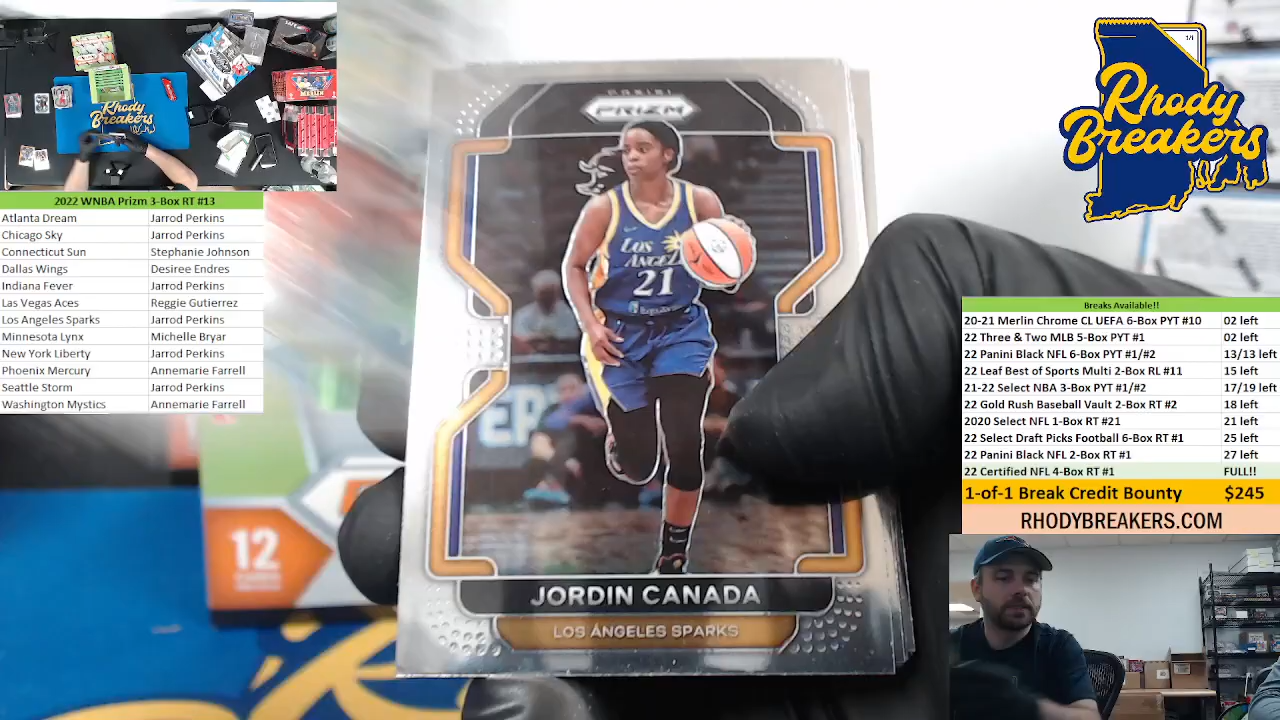 Rhody
Breakers
2022 WNBA Prizm 3-Box RT #13
Atlanta Dream Jarrod Perkins
Chicago Sky Jarrod Perkins
Connecticut Sun Stephanie Johnson
Dallas Wings Desiree Endres
Indiana Fever Jarrod Perkins
Las Vegas Aces Reggie Gutierrez
Los Angeles Sparks Jarrod Perkins
Minnesota Lynx Michelle Bryar
New York Liberty Jarrod Perkins
Phoenix Mercury Annemarie Farrell
Seattle Storm Jarrod Perkins
Washington Mystics Annemarie Farrell
12
PANINI
PRIZM
LOS
ANGEL
21
JORDIN CANADA
LOS ANGELES SPARKS
1/1
Rhody
Breakers
Breaks Available!!
20-21 Merlin Chrome CL UEFA 6-Box PYT #10 02 left
22 Three & Two MLB 5-Box PYT #1 02 left
22 Panini Black NFL 6-Box PYT #1/#2 13/13 left
22 Leaf Best of Sports Multi 2-Box RL #11 15 left
21-22 Select NBA 3-Box PYT #1/#2 17/19 left
22 Gold Rush Baseball Vault 2-Box RT #2 18 left
2020 Select NFL 1-Box RT #21 21 left
22 Select Draft Picks Football 6-Box RT #1 25 left
22 Panini Black NFL 2-Box RT #1 27 left
22 Certified NFL 4-Box RT #1 FULL!!
1-of-1 Break Credit Bounty $245
RHODYBREAKERS.COM